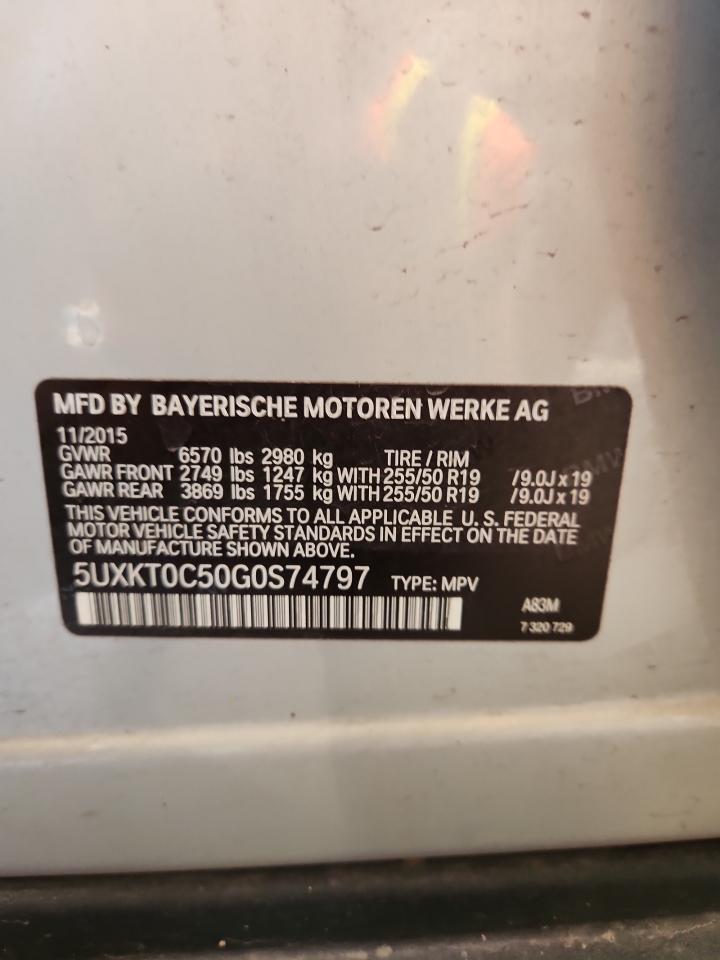 MFD BY BAYERISCHE MOTOREN WERKE AG
11/2015
GVWR 6570 lbs 2980 kg TIRE / RIM
GAWR FRONT 2749 lbs 1247 kg WITH 255/50 R19 /9.0J x 19
GAWR REAR 3869 lbs 1755 kg WITH 255/50 R19 /9.0J x 19
THIS VEHICLE CONFORMS TO ALL APPLICABLE U. S. FEDERAL
MOTOR VEHICLE SAFETY STANDARDS IN EFFECT ON THE DATE
OF MANUFACTURE SHOWN ABOVE.
5UXKT0C50G0S74797 TYPE: MPV
A83M
7 320 729